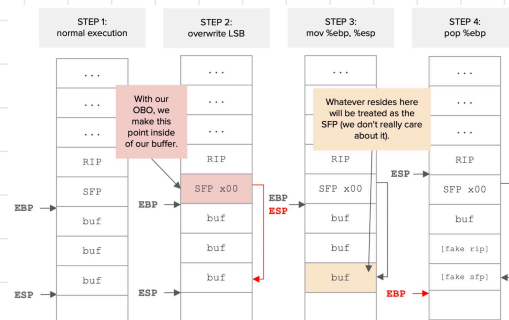 STEP 1:
normal execution
STEP 2:
overwrite LSB
STEP 3:
mov %ebp, %esp
STEP 4:
pop %ebp
...
...
...
RIP
SFP
EBP
buf
buf
buf
ESP
...
...
...
With our
OBO, we
make this
point inside
of our buffer.
RIP
SFP x00
EBP
buf
buf
buf
ESP
...
...
...
Whatever resides here
will be treated as the
SFP (we don't really care
about it).
RIP
SFP x00
EBP
ESP
buf
buf
buf
...
...
...
RIP
ESP
SFP x00
buf
[fake rip]
[fake sfp]
EBP